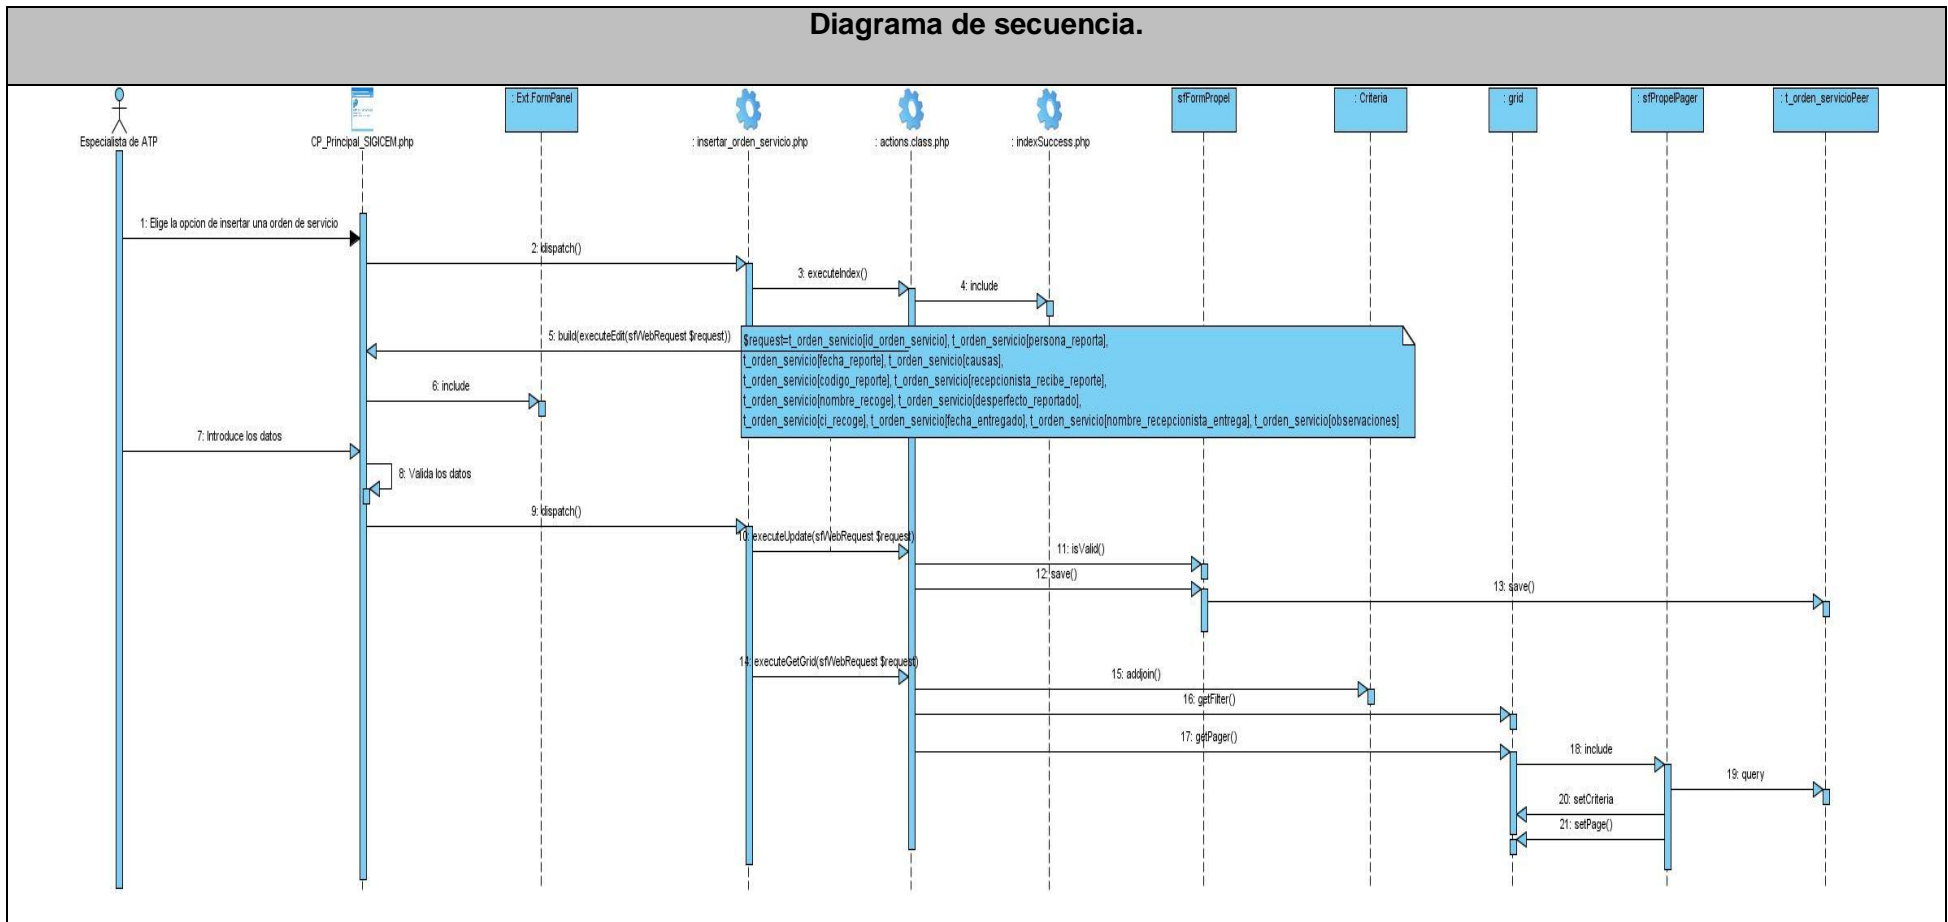 Diagrama de secuencia.
Especialista de ATP
CP_Principal_SIGICEM.php
: Ext.FormPanel
: insertar_orden_servicio.php
: actions.class.php
: indexSuccess.php
sfFormPropel
: Criteria
: grid
: sfPropelPager
: t_orden_servicioPeer
1: Elige la opcion de insertar una orden de servicio
2: dispatch()
3: executeIndex()
4: include
5: build(executeEdit(sfWebRequest $request))
$request=t_orden_servicio[id_orden_servicio], t_orden_servicio[persona_reporta],
t_orden_servicio[fecha_reporte], t_orden_servicio[causas],
t_orden_servicio[codigo_reporte], t_orden_servicio[recepcionista_recibe_reporte],
t_orden_servicio[nombre_recoge], t_orden_servicio[desperfecto_reportado],
t_orden_servicio[ci_recoge], t_orden_servicio[fecha_entregado], t_orden_servicio[nombre_recepcionista_entrega], t_orden_servicio[observaciones]
6: include
7: Introduce los datos
8: Valida los datos
9: dispatch()
10: executeUpdate(sfWebRequest $request)
11: isValid()
12: save()
13: save()
14: executeGetGrid(sfWebRequest $request)
15: addjoin()
16: getFilter()
17: getPager()
18: include
19: query
20: setCriteria
21: setPage()